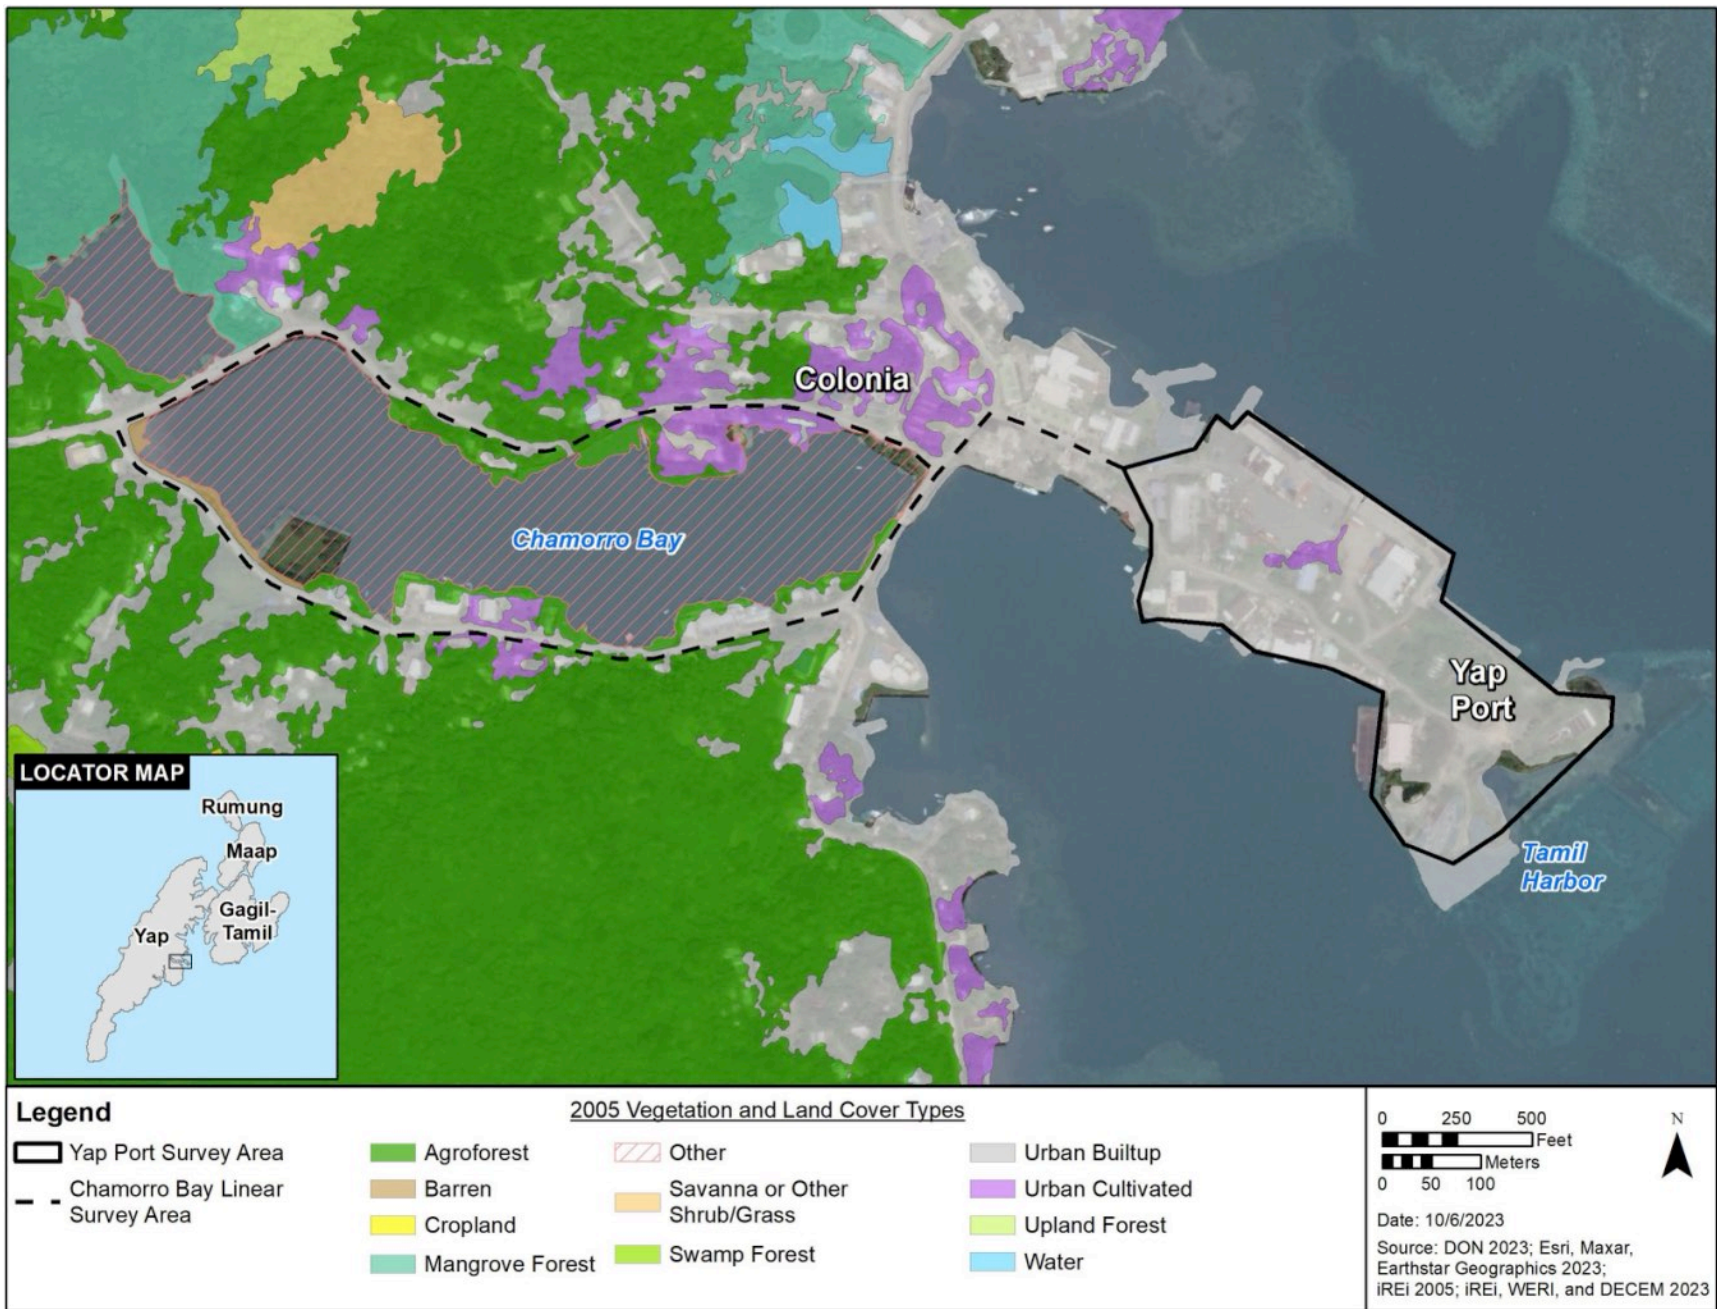 Colonia
Chamorro Bay
Yap
Port
Tamil
Harbor
LOCATOR MAP
Rumung
Maap
Gagil-
Tamil
Yap
Legend
Yap Port Survey Area
Chamorro Bay Linear
Survey Area
2005 Vegetation and Land Cover Types
Agroforest
Barren
Cropland
Mangrove Forest
Other
Savanna or Other
Shrub/Grass
Swamp Forest
Urban Builtup
Urban Cultivated
Upland Forest
Water
0 250 500
Feet
Meters
0 50 100
N
Date: 10/6/2023
Source: DON 2023; Esri, Maxar,
Earthstar Geographics 2023;
iREi 2005; iREi, WERI, and DECEM 2023